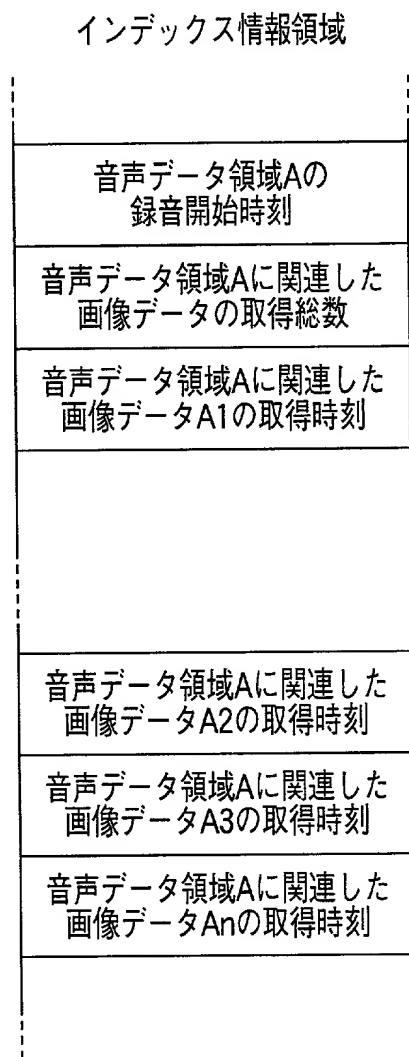 インデックス情報領域
音声データ領域Aの
録音開始時刻
音声データ領域Aに関連した
画像データの取得総数
音声データ領域Aに関連した
画像データA1の取得時刻
音声データ領域Aに関連した
画像データA2の取得時刻
音声データ領域Aに関連した
画像データA3の取得時刻
音声データ領域Aに関連した
画像データAnの取得時刻